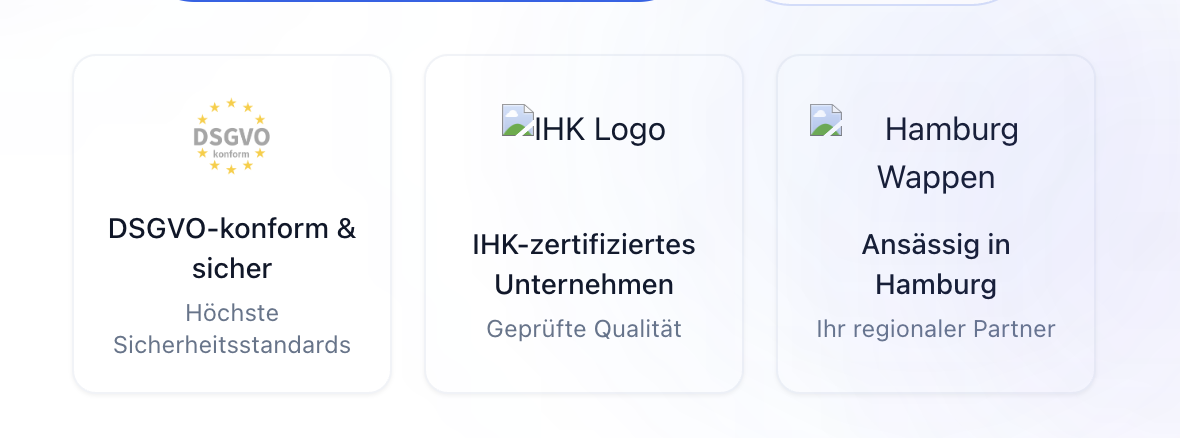 DSGVO
konform
DSGVO-konform &
sicher
Höchste
Sicherheitsstandards
IHK Logo
IHK-zertifiziertes
Unternehmen
Geprüfte Qualität
Hamburg
Wappen
Ansässig in
Hamburg
Ihr regionaler Partner